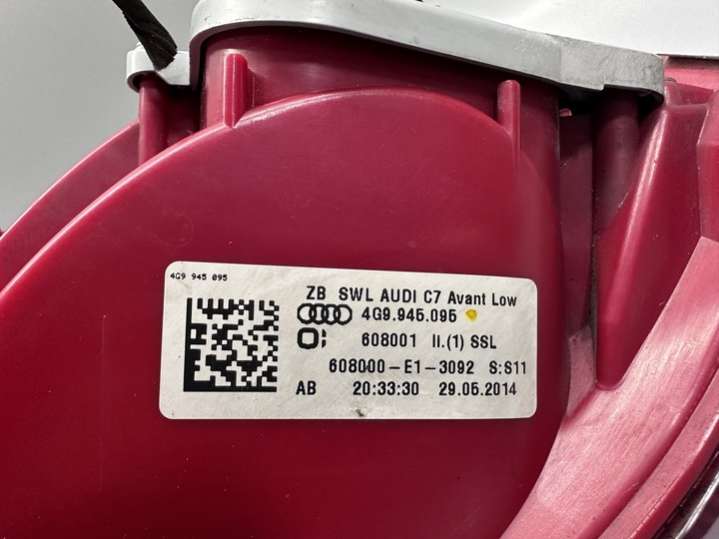 4G9 945 095
ZB SWL AUDI C7 Avant Low
4G9.945.095
608001 II.(1) SSL
608000-E1-3092 S:S11
AB 20:33:30 29.05.2014